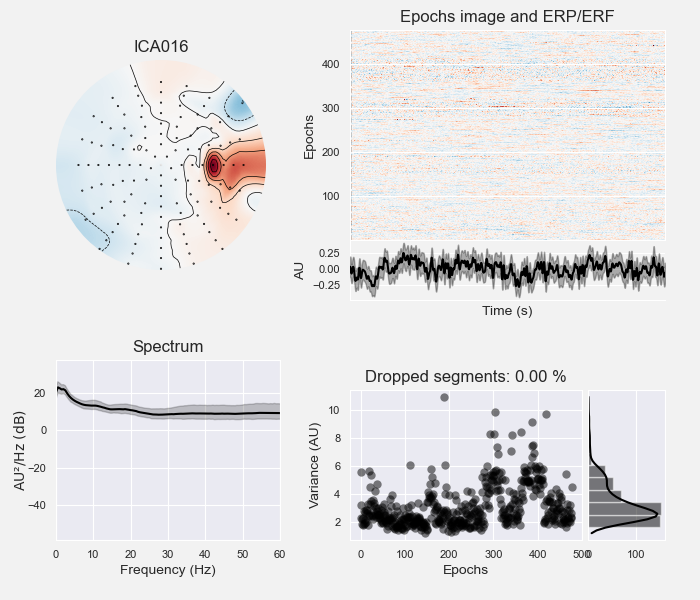 ICA016
Epochs image and ERP/ERF
Epochs
400
300
200
100
AU
0.25
0.00
−0.25
Time (s)
Spectrum
AU²/Hz (dB)
20
0
−20
−40
0 10 20 30 40 50 60
Frequency (Hz)
Dropped segments: 0.00 %
Variance (AU)
10
8
6
4
2
0 100 200 300 400 500
Epochs
0 100